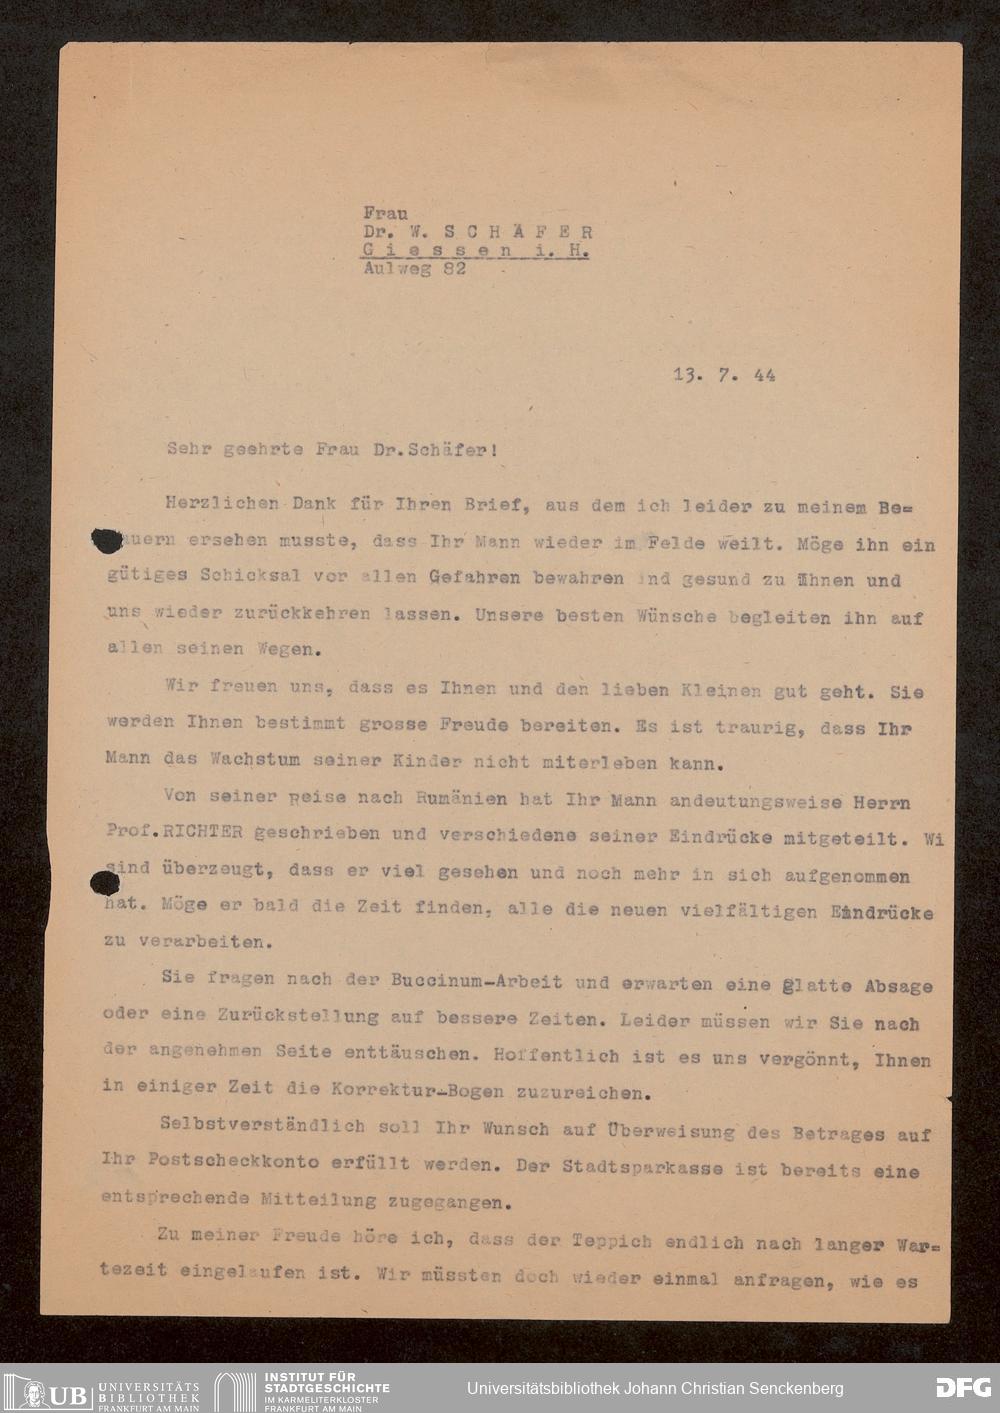 Frau
Dr. W. S C H Ä F E R
G i e s s e n  i. H.
Aulweg 82
13. 7. 44
Sehr geehrte Frau Dr.Schäfer!
Herzlichen Dank für Ihren Brief, aus dem ich leider zu meinem Be=
auern ersehen musste, dass Ihr Mann wieder im Felde weilt. Möge ihn ein
gütiges Schicksal vor allen Gefahren bewahren und gesund zu Ihnen und
uns wieder zurückkehren lassen. Unsere besten Wünsche begleiten ihn auf
allen seinen Wegen.
Wir freuen uns, dass es Ihnen und den lieben Kleinen gut geht. Sie
werden Ihnen bestimmt grosse Freude bereiten. Es ist traurig, dass Ihr
Mann das Wachstum seiner Kinder nicht miterleben kann.
Von seiner Reise nach Rumänien hat Ihr Mann andeutungsweise Herrn
Prof.RICHTER geschrieben und verschiedene seiner Eindrücke mitgeteilt. Wi
sind überzeugt, dass er viel gesehen und noch mehr in sich aufgenommen
hat. Möge er bald die Zeit finden, alle die neuen vielfältigen Eindrücke
zu verarbeiten.
Sie fragen nach der Buccinum-Arbeit und erwarten eine glatte Absage
oder eine Zurückstellung auf bessere Zeiten. Leider müssen wir Sie nach
der angenehmen Seite enttäuschen. Hoffentlich ist es uns vergönnt, Ihnen
in einiger Zeit die Korrektur-Bogen zuzureichen.
Selbstverständlich soll Ihr Wunsch auf Überweisung des Betrages auf
Ihr Postscheckkonto erfüllt werden. Der Stadtsparkasse ist bereits eine
entsprechende Mitteilung zugegangen.
Zu meiner Freude höre ich, dass der Teppich endlich nach langer War=
tezeit eingelaufen ist. Wir müssten doch wieder einmal anfragen, wie es
UB UNIVERSITÄTS
BIBLIOTHEK
FRANKFURT AM MAIN
INSTITUT FÜR
STADTGESCHICHTE
IM KARMELITERKLOSTER
FRANKFURT AM MAIN
Universitätsbibliothek Johann Christian Senckenberg
DFG